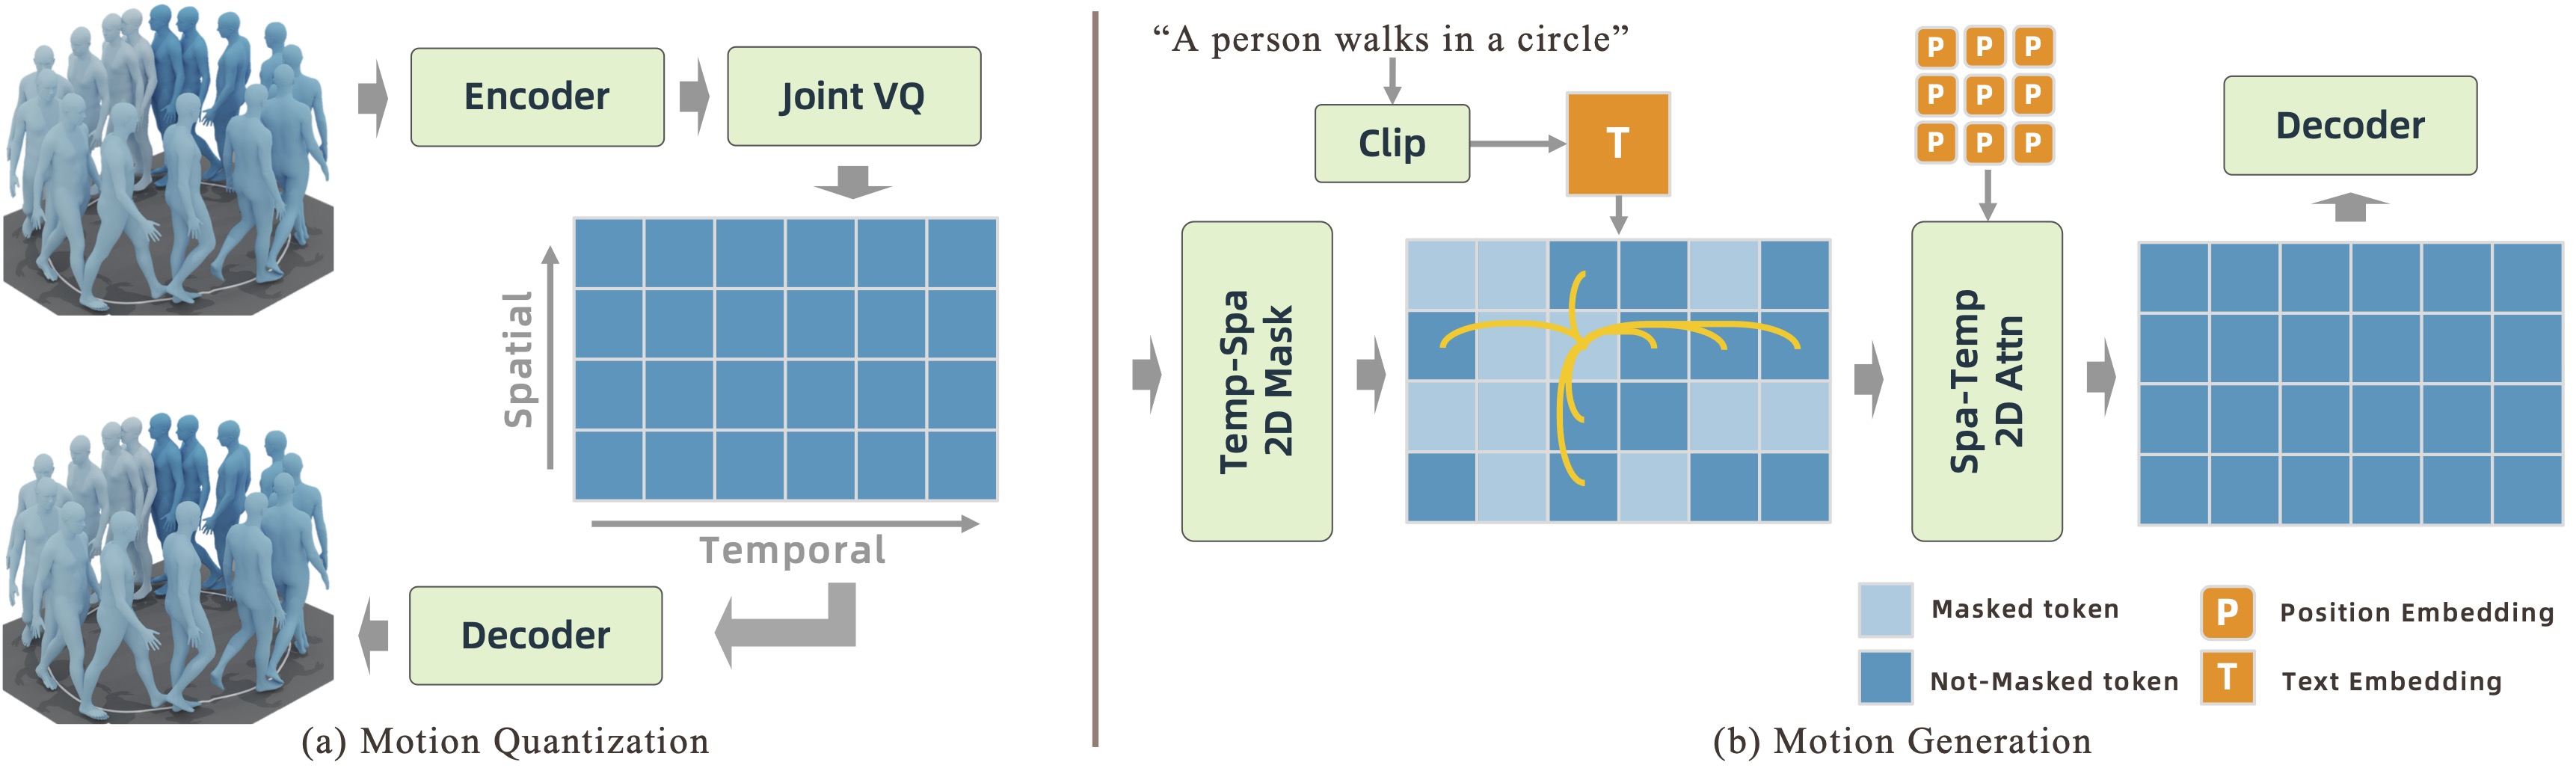 Encoder
Joint VQ
Spatial
Temporal
Decoder
(a) Motion Quantization
“A person walks in a circle”
Clip
T
P P P
P P P
P P P
Decoder
Temp-Spa
2D Mask
Spa-Temp
2D Attn
Masked token
P Position Embedding
Not-Masked token
T Text Embedding
(b) Motion Generation